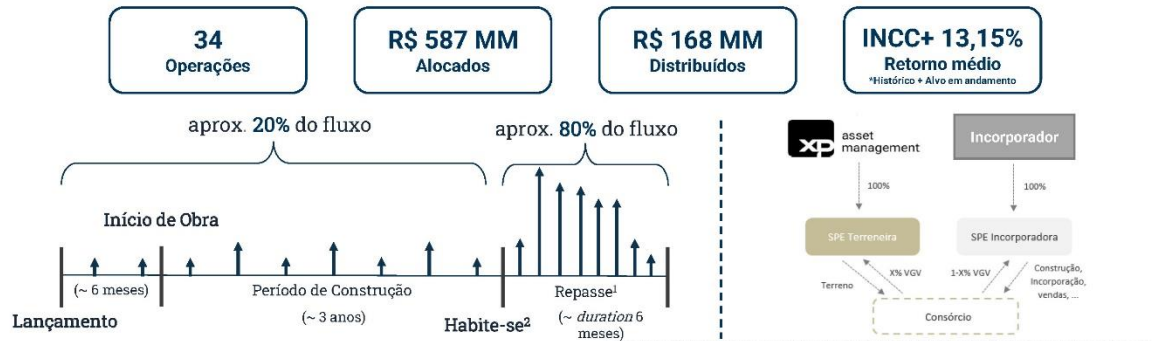 34
Operações
R$ 587 MM
Alocados
R$ 168 MM
Distribuídos
INCC+ 13,15%
Retorno médio
*Histórico + Alvo em andamento
aprox. 20% do fluxo
aprox. 80% do fluxo
Início de Obra
(~ 6 meses)
Período de Construção
(~ 3 anos)
Repasse¹
(~ duration 6
meses)
Lançamento
Habite-se²
xp
asset
management
Incorporador
100%
100%
SPE Terreneira
SPE Incorporadora
Terreno
X% VGV
1-X% VGV
Construção,
Incorporação,
vendas, ...
Consórcio